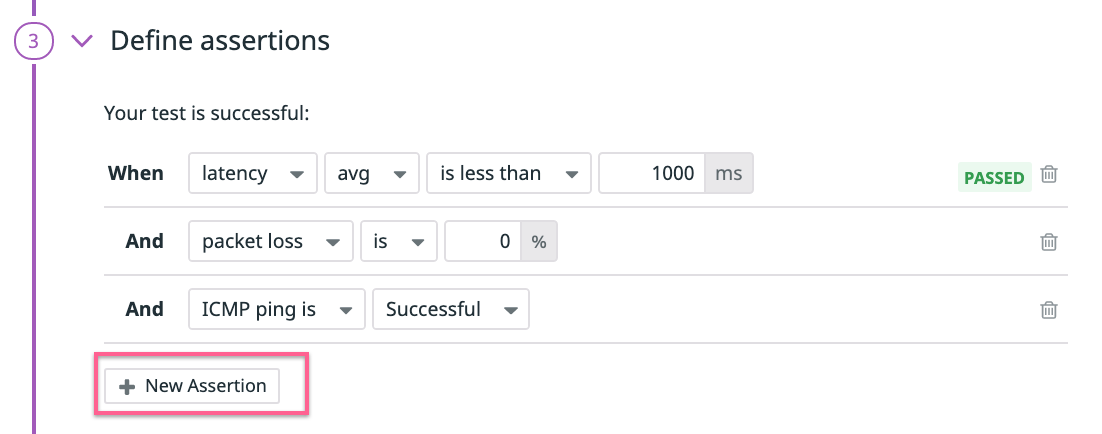 3 Define assertions
Your test is successful:
When latency avg is less than 1000 ms PASSED
And packet loss is 0 %
And ICMP ping is Successful
+ New Assertion